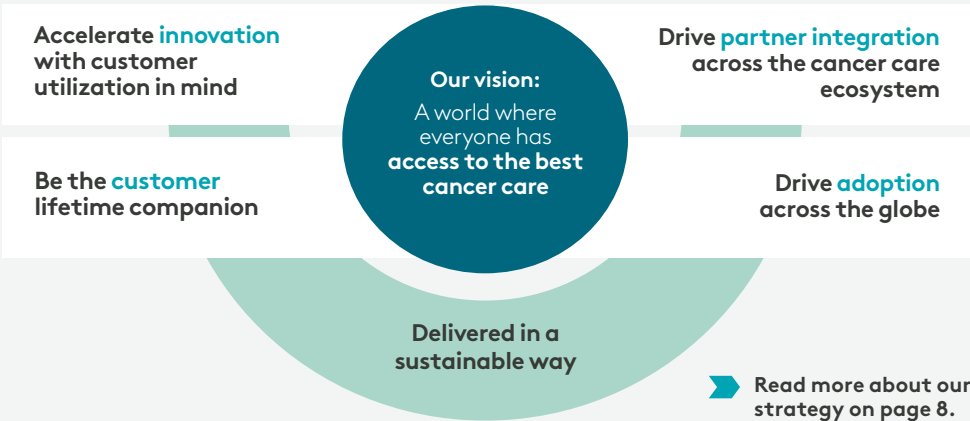 Accelerate innovation
with customer
utilization in mind
Our vision:
A world where
everyone has
access to the best
cancer care
Drive partner integration
across the cancer care
ecosystem
Be the customer
lifetime companion
Drive adoption
across the globe
Delivered in a
sustainable way
Read more about our
strategy on page 8.